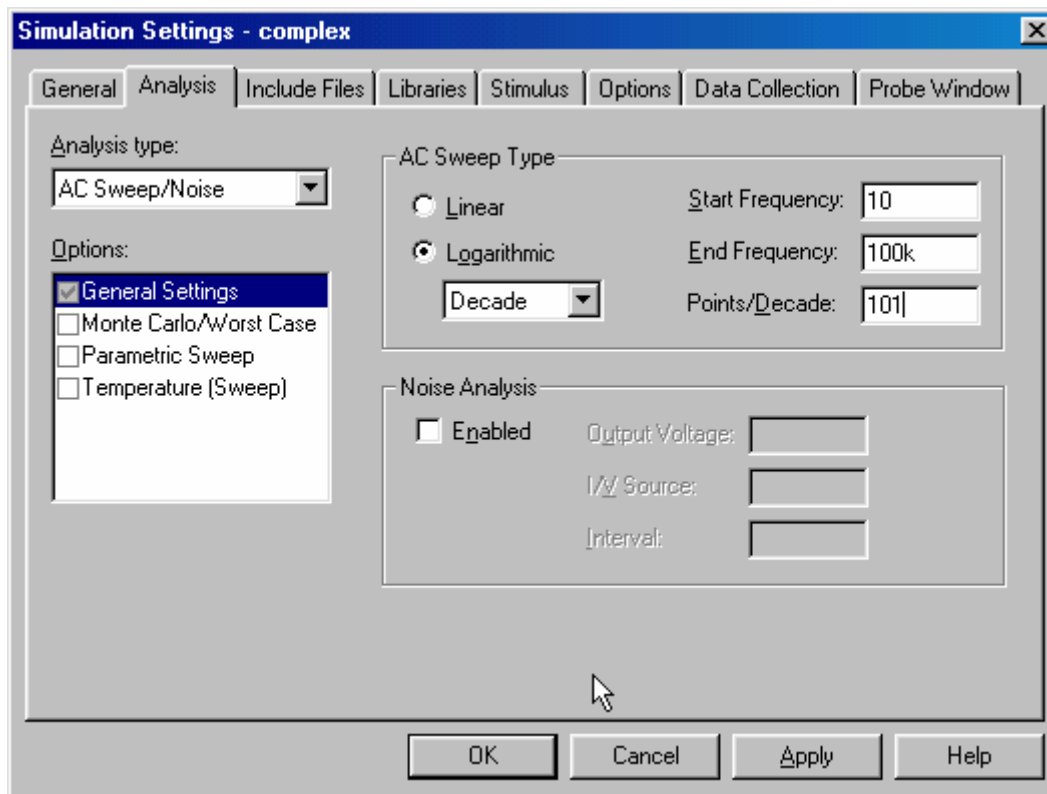 Simulation Settings - complex
General Analysis Include Files Libraries Stimulus Options Data Collection Probe Window
Analysis type:
AC Sweep/Noise
Options:
General Settings
Monte Carlo/Worst Case
Parametric Sweep
Temperature (Sweep)
AC Sweep Type
Linear
Logarithmic
Decade
Start Frequency: 10
End Frequency: 100k
Points/Decade: 101
Noise Analysis
Enabled
Output Voltage:
I/V Source:
Interval:
OK Cancel Apply Help